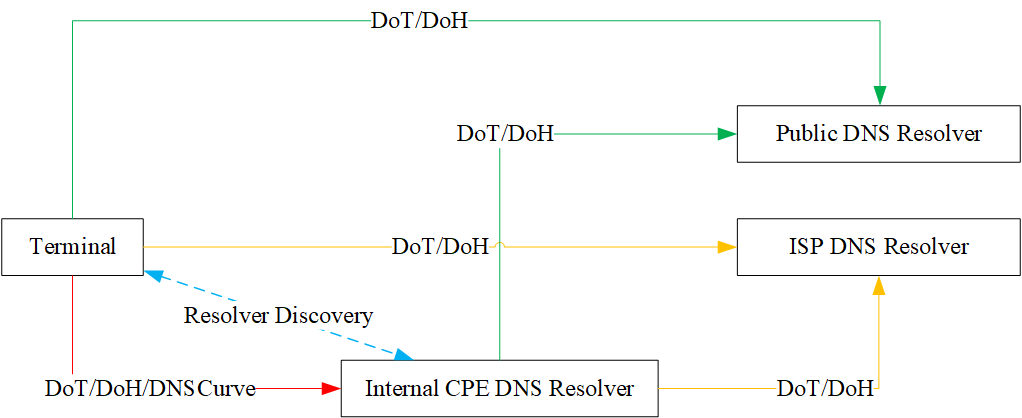 DoT/DoH
DoT/DoH
Public DNS Resolver
Terminal
DoT/DoH
ISP DNS Resolver
Resolver Discovery
DoT/DoH/DNSCurve
Internal CPE DNS Resolver
DoT/DoH